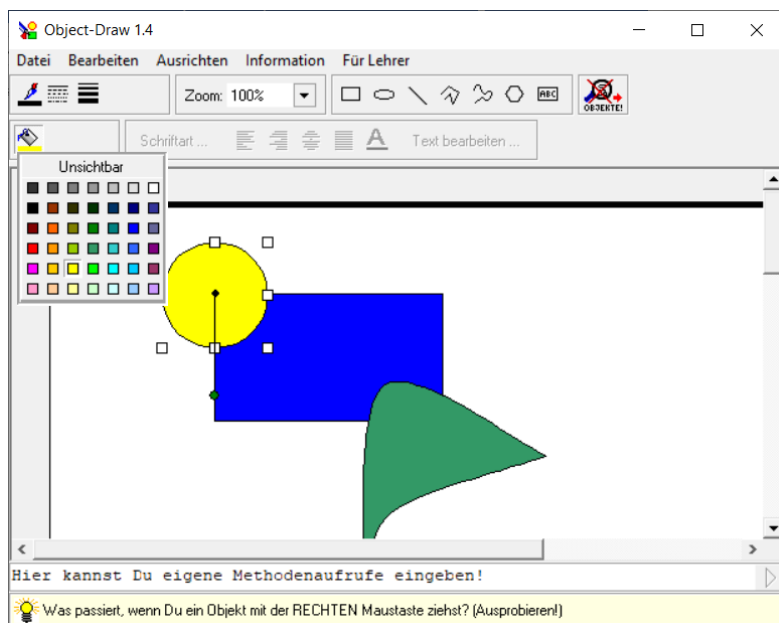 Object-Draw 1.4
Datei Bearbeiten Ausrichten Information Für Lehrer
Zoom: 100% ABC OBJEKTE!
Schriftart ... A Text bearbeiten ...
Unsichtbar
Hier kannst Du eigene Methodenaufrufe eingeben!
Was passiert, wenn Du ein Objekt mit der RECHTEN Maustaste ziehst? (Ausprobieren!)